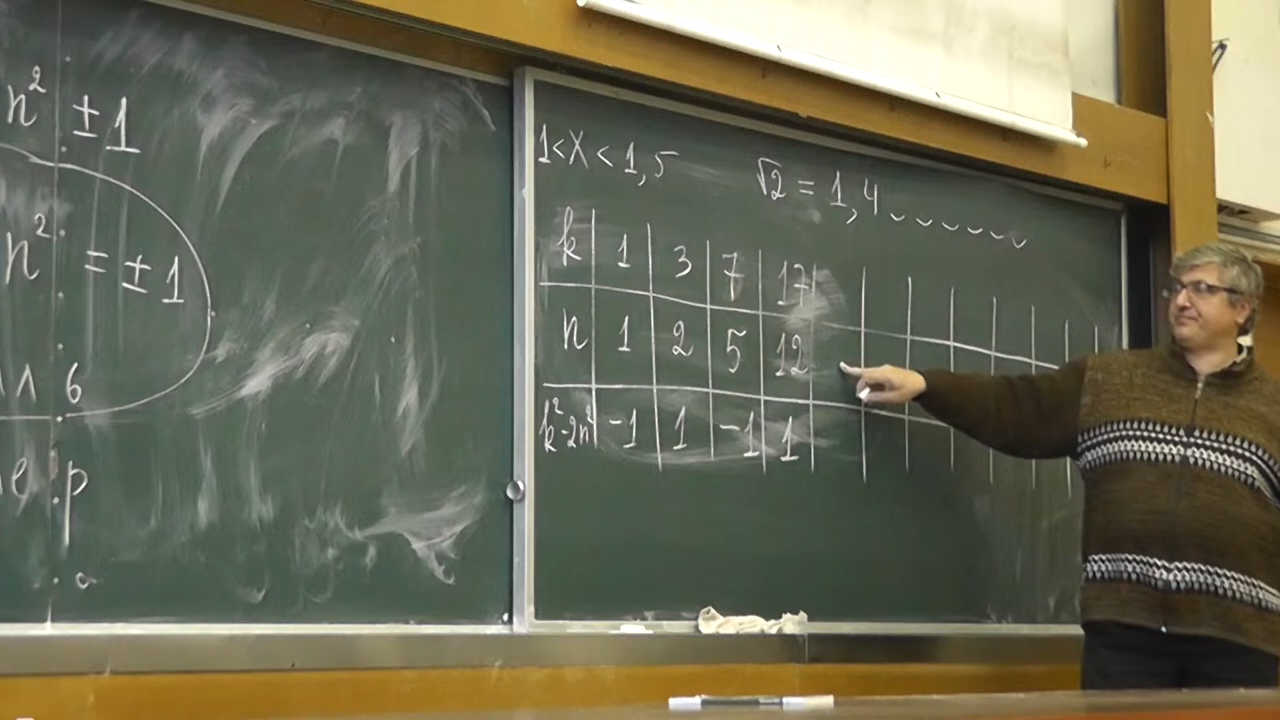 n² ± 1
n² = ±1
6
p
1<X<1,5
√2 = 1,4
k 1 3 7 17
n 1 2 5 12
k²-2n² -1 1 -1 1